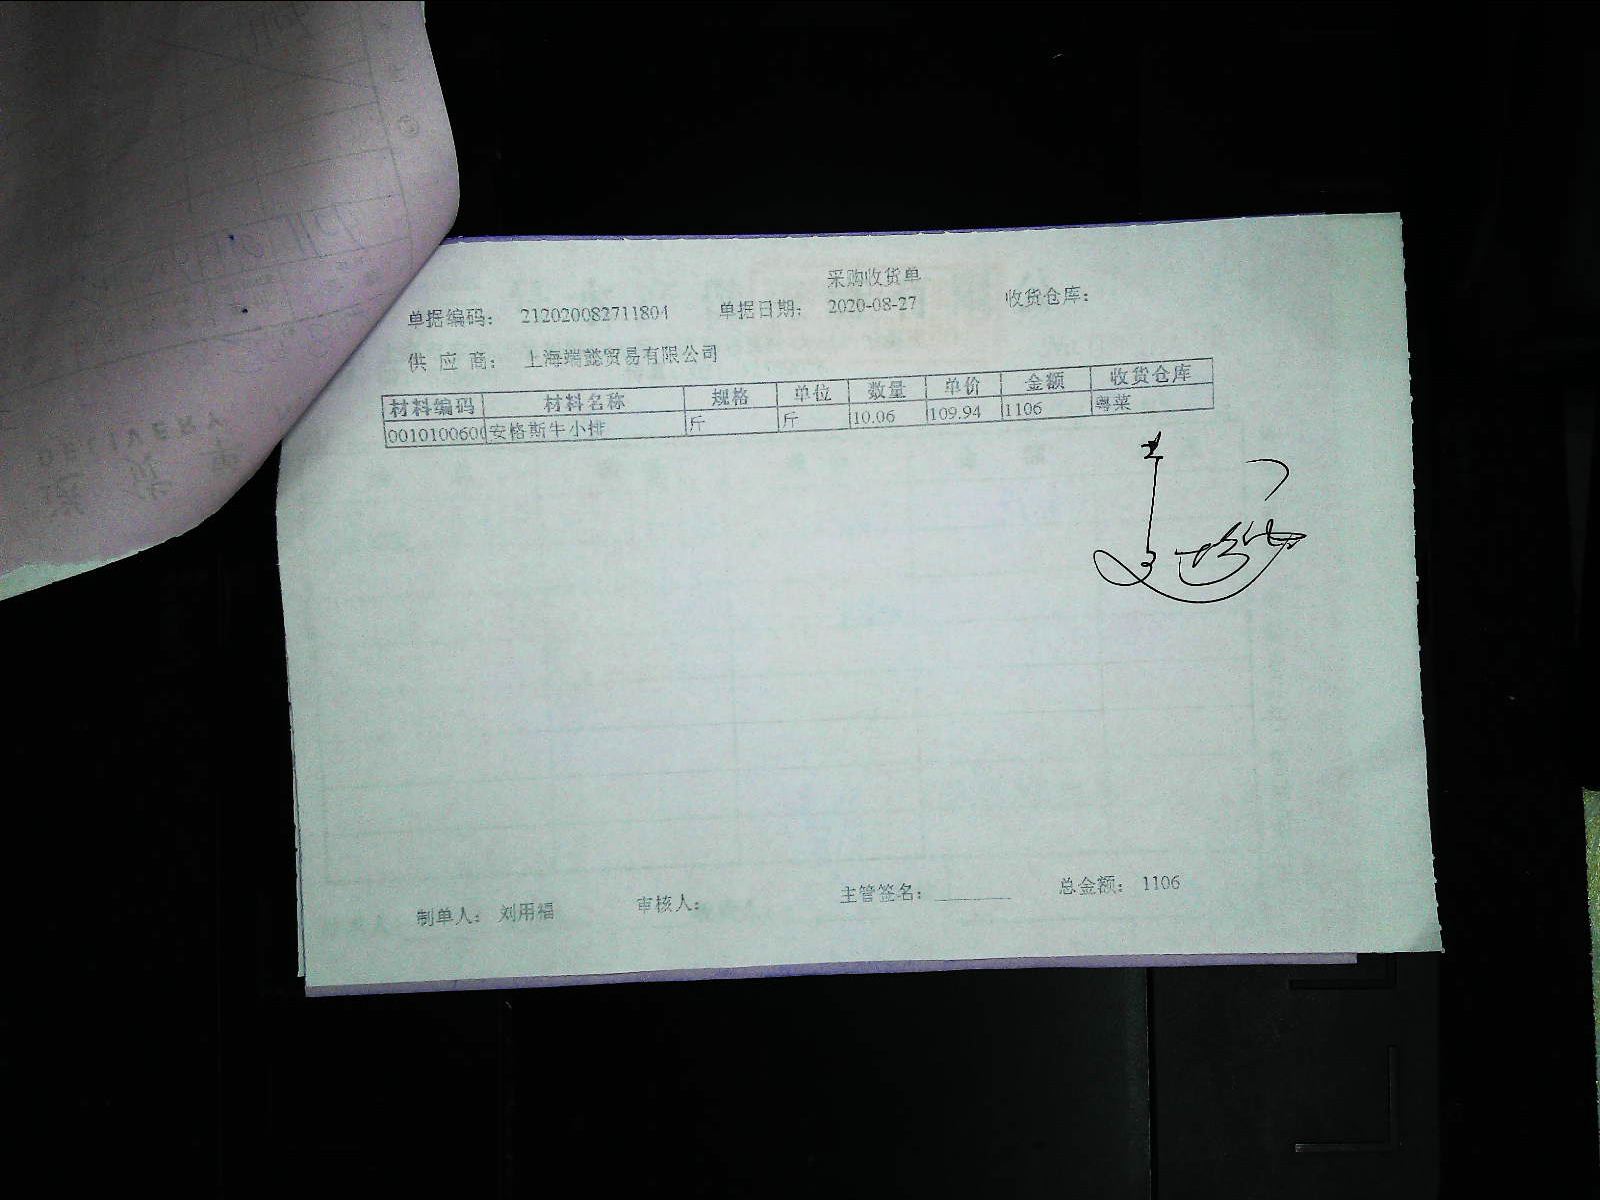 采购收货单
单据编码： 212020082711804 单据日期： 2020-08-27 收货仓库：
供 应 商： 上海端懿贸易有限公司
材料编码 材料名称 规格 单位 数量 单价 金额 收货仓库
0010100600 安格斯牛小排 斤 斤 10.06 109.94 1106 粤菜
制单人： 刘用福 审核人： 主管签名： 总金额： 1106